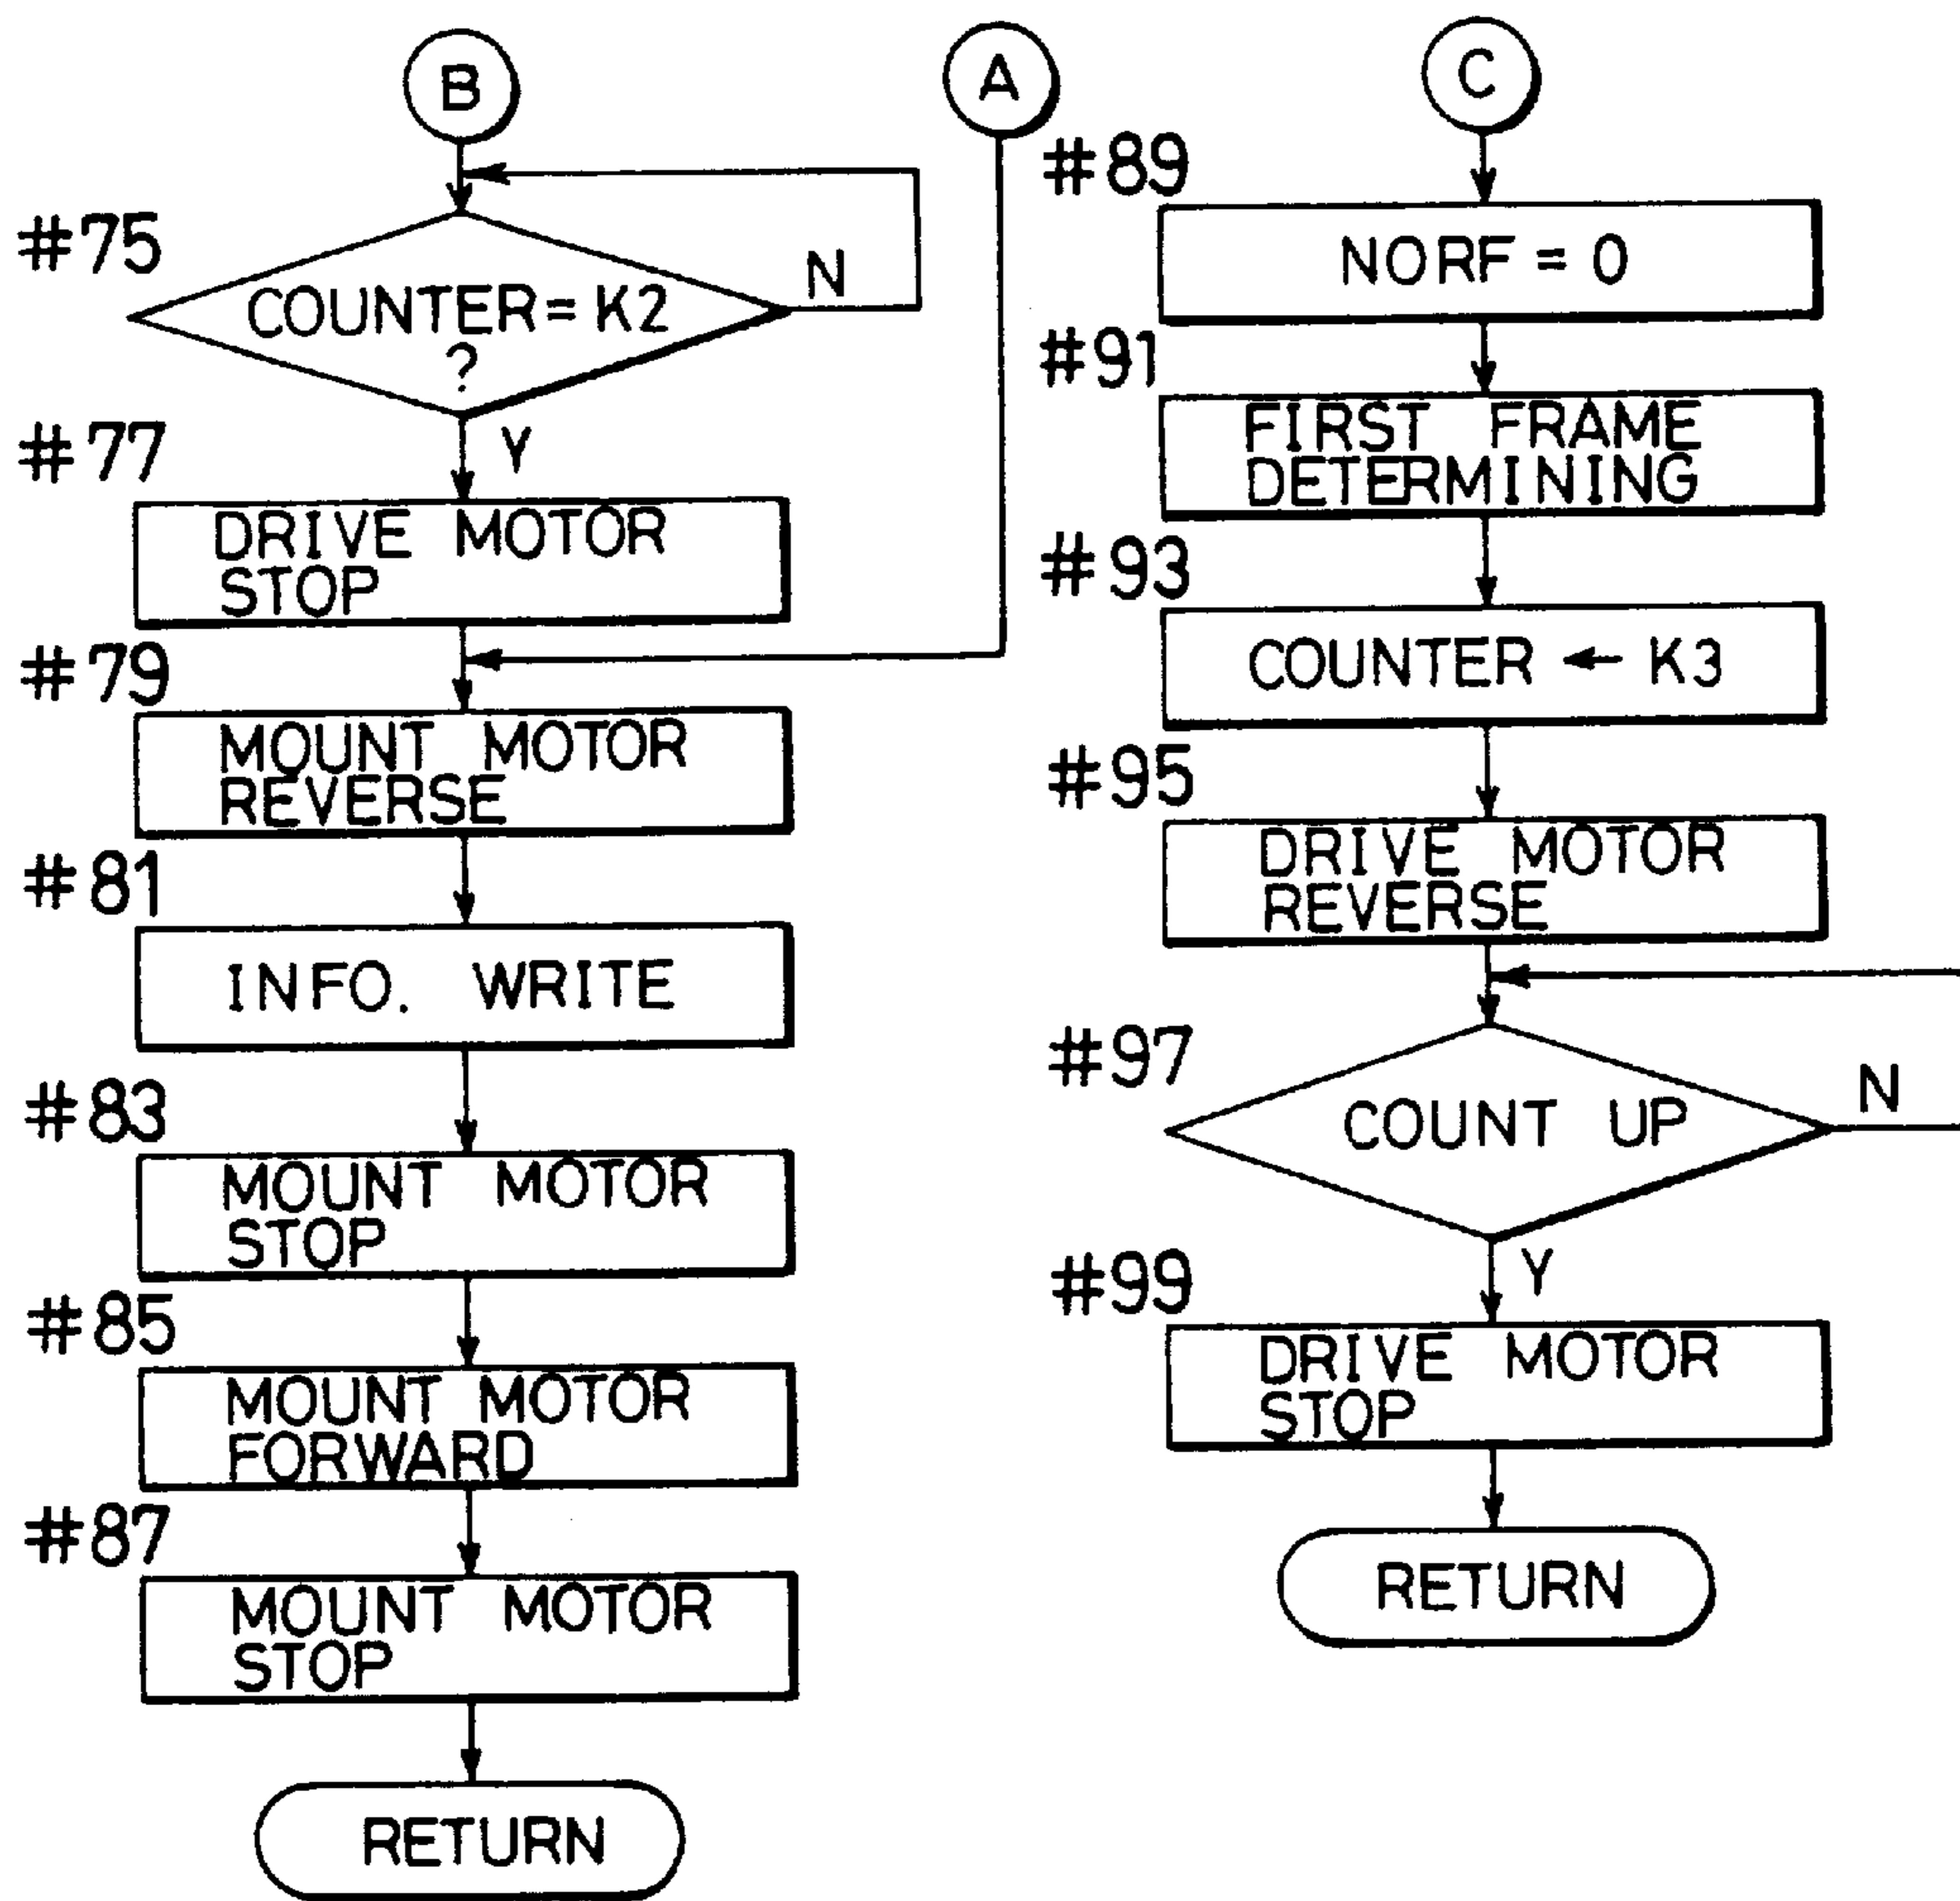 B
#75
COUNTER = K2
?
N
Y
#77
DRIVE MOTOR
STOP
A
#79
MOUNT MOTOR
REVERSE
#81
INFO. WRITE
#83
MOUNT MOTOR
STOP
#85
MOUNT MOTOR
FORWARD
#87
MOUNT MOTOR
STOP
RETURN
C
#89
NORF = 0
#91
FIRST FRAME
DETERMINING
#93
COUNTER ← K3
#95
DRIVE MOTOR
REVERSE
#97
COUNT UP
N
Y
#99
DRIVE MOTOR
STOP
RETURN